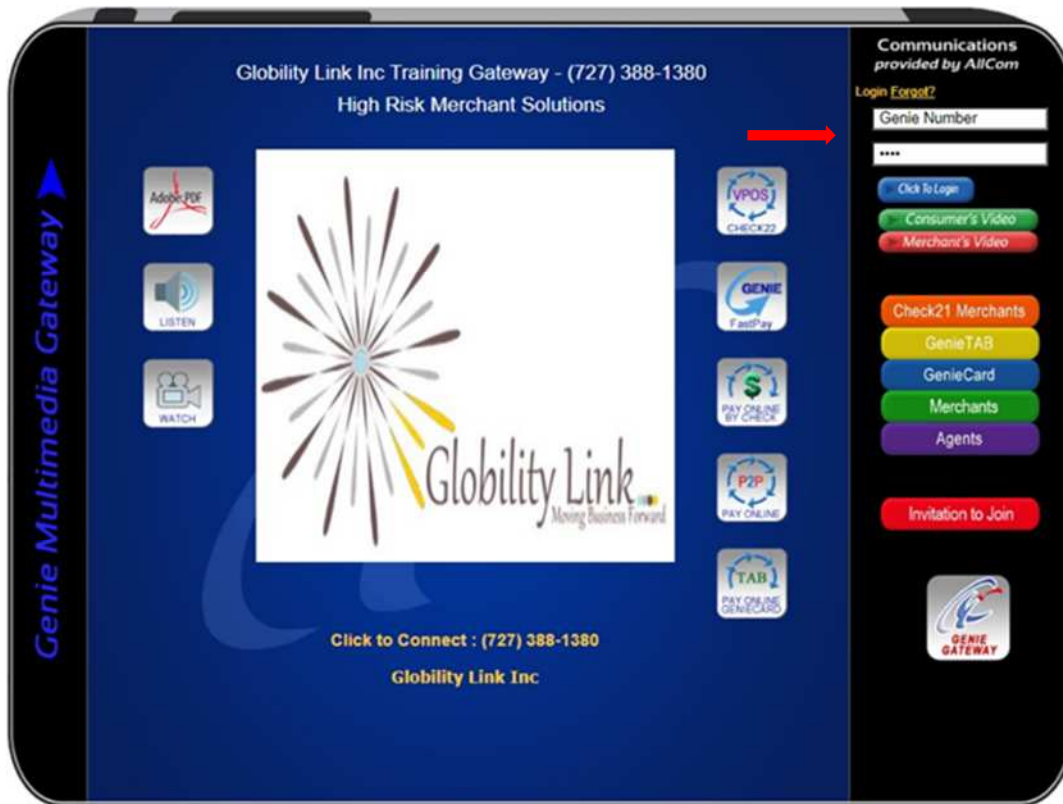 Genie Multimedia Gateway
Globility Link Inc Training Gateway - (727) 388-1380
High Risk Merchant Solutions
Adobe PDF
LISTEN
WATCH
Globility Link
Moving Business Forward
VPOS
CHECK22
GENIE
FastPay
$
PAY ONLINE
BY CHECK
P2P
PAY ONLINE
TAB
PAY ONLINE
GENIECARD
Click to Connect : (727) 388-1380
Globility Link Inc
Communications
provided by AllCom
Login Forgot?
Genie Number
••••
Click To Login
Consumer's Video
Merchant's Video
Check21 Merchants
GenieTAB
GenieCard
Merchants
Agents
Invitation to Join
GENIE
GATEWAY